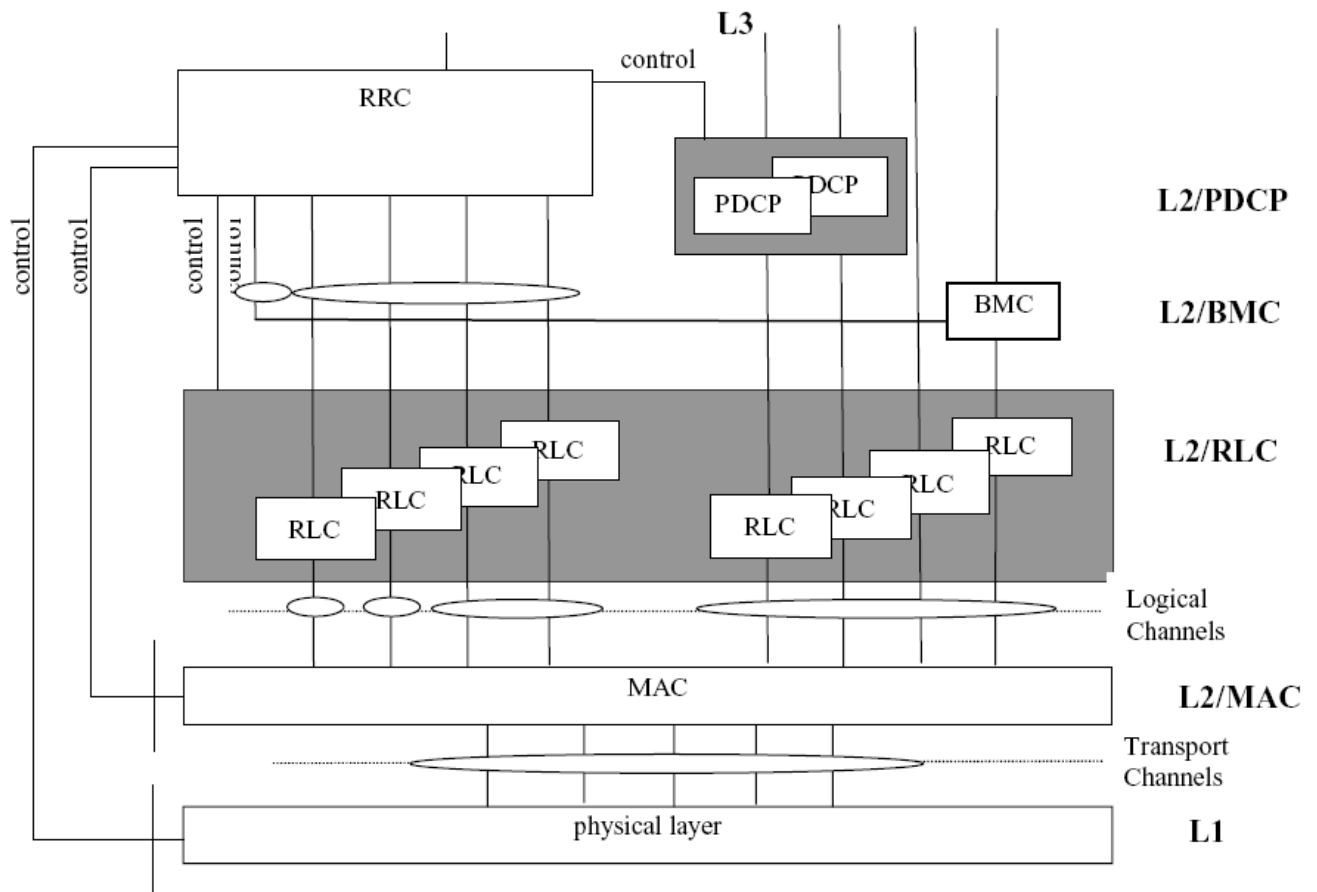 L3
control
RRC
PDCP
PDCP
L2/PDCP
control
control
control
control
BMC
L2/BMC
RLC
RLC
L2/RLC
RLC
RLC
RLC
RLC
RLC
RLC
Logical
Channels
MAC
L2/MAC
Transport
Channels
physical layer
L1